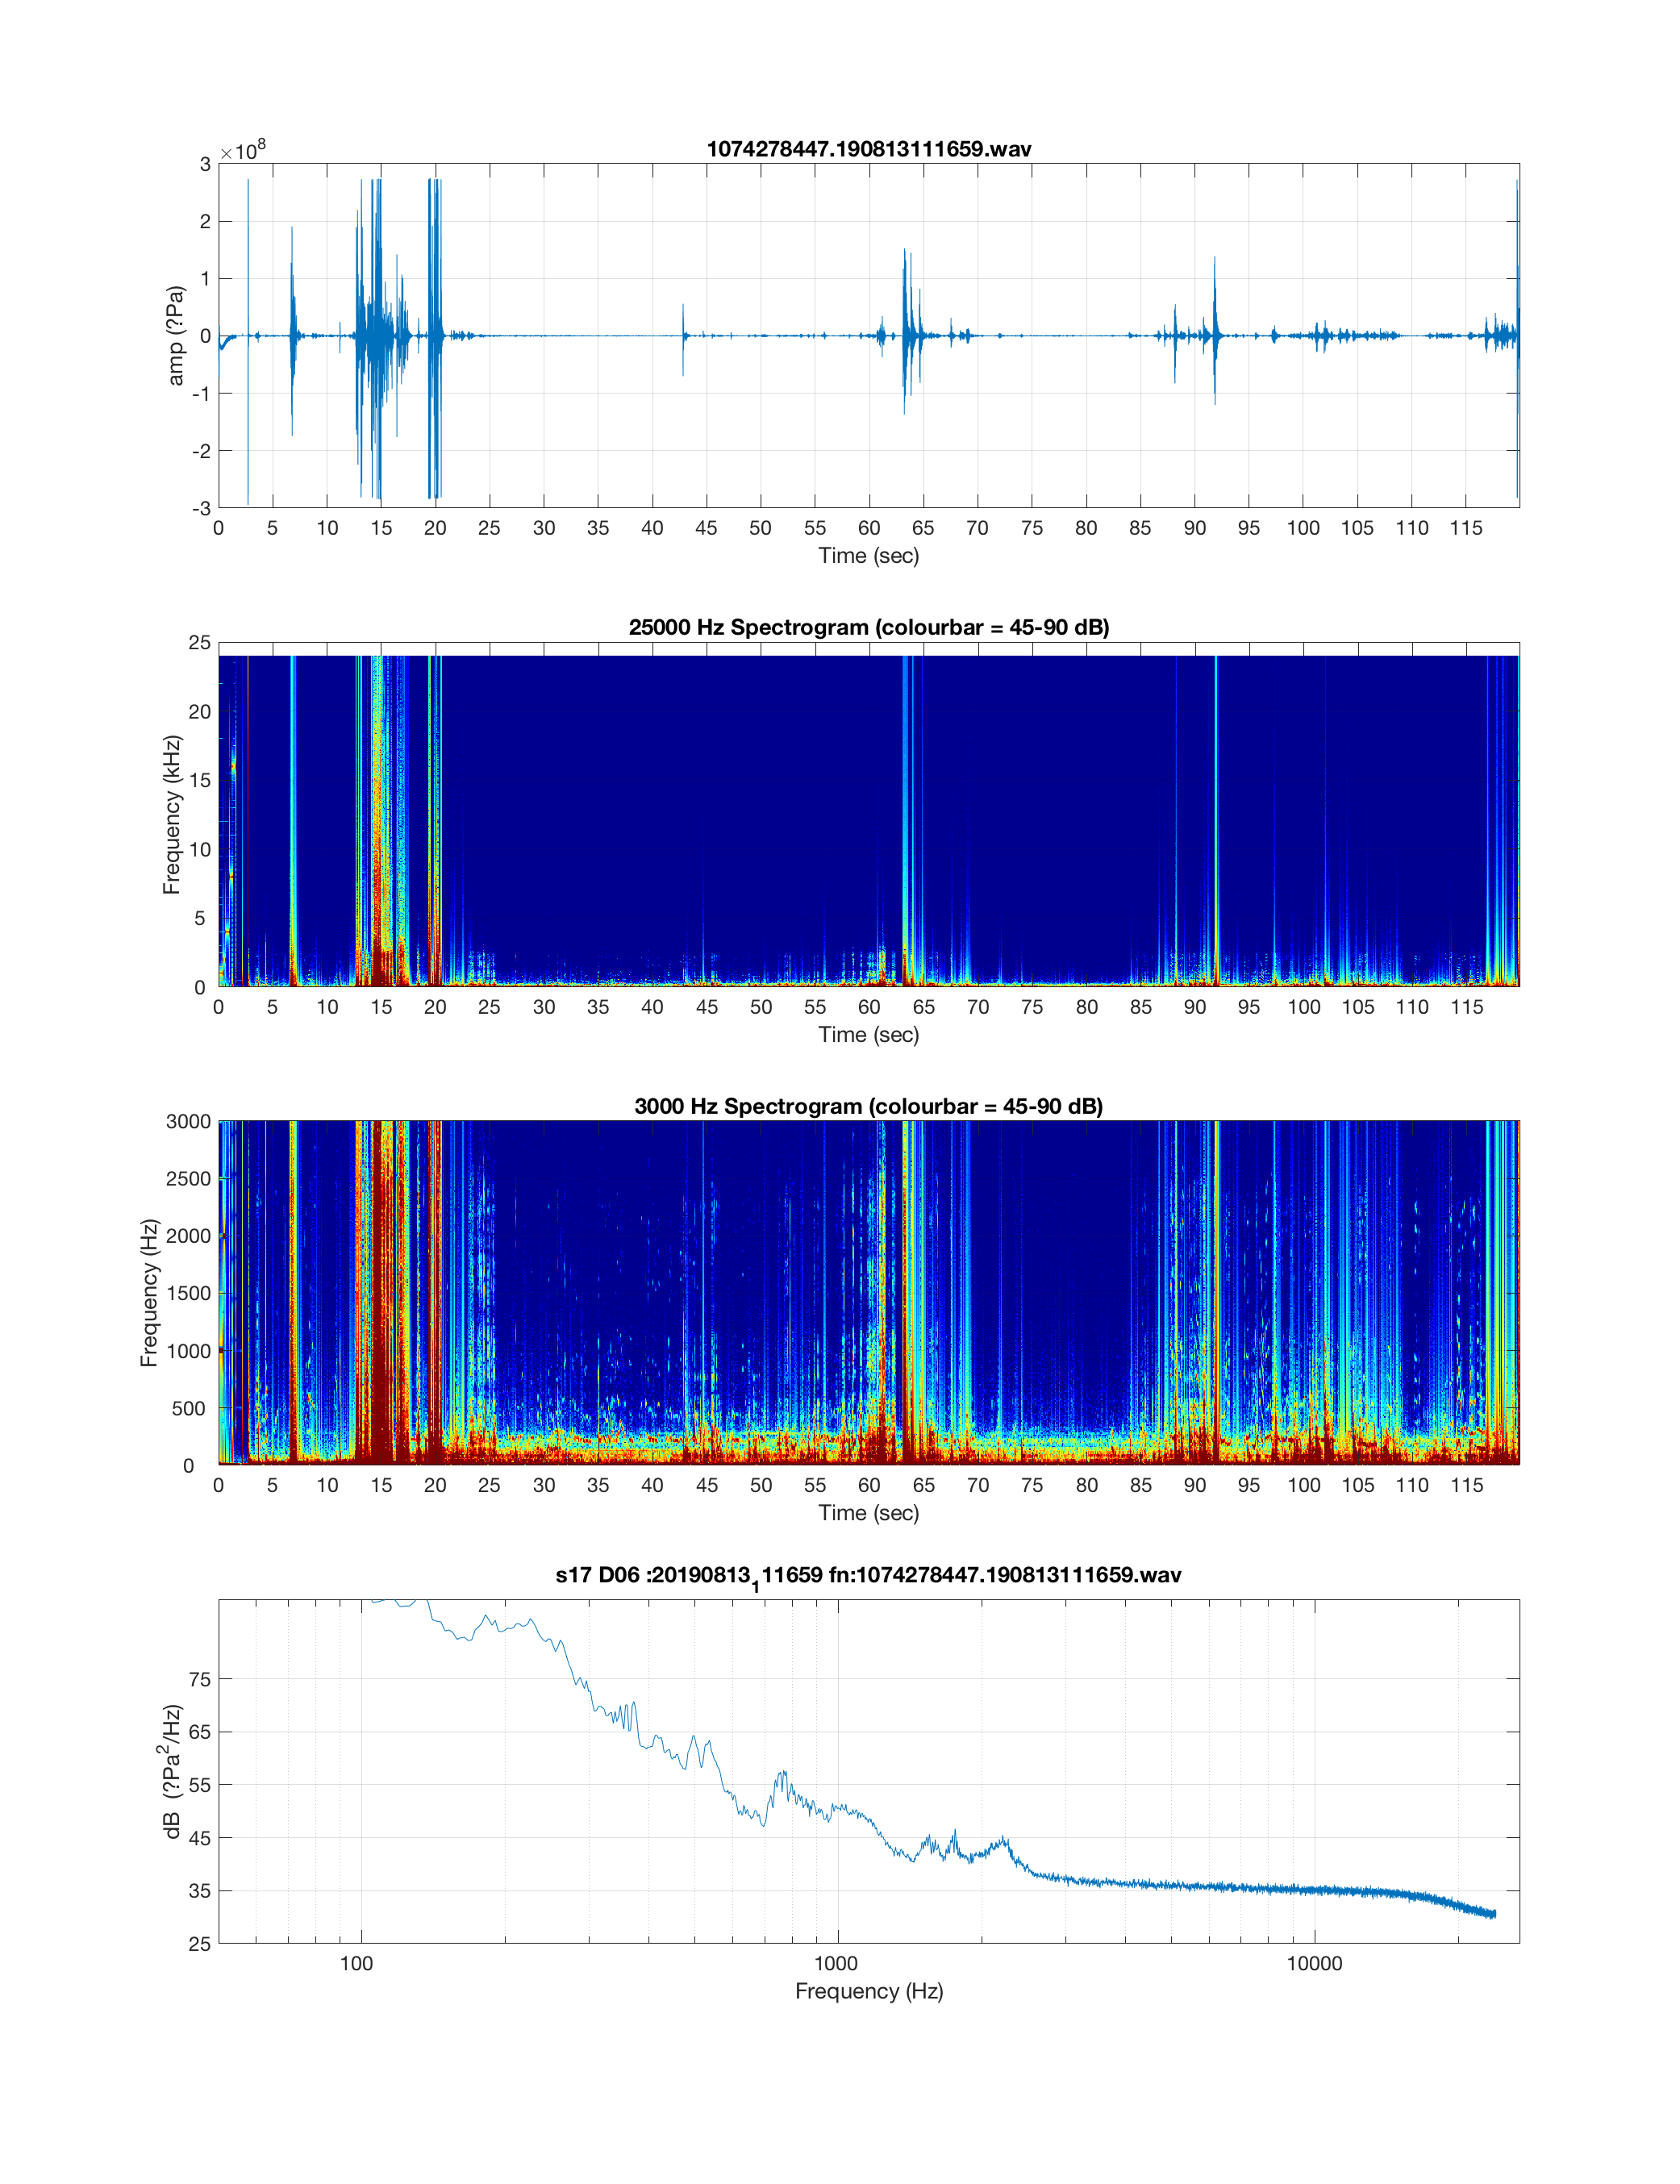 1074278447.190813111659.wav
×10^8
3
2
1
0
-1
-2
-3
amp (?Pa)
0 5 10 15 20 25 30 35 40 45 50 55 60 65 70 75 80 85 90 95 100 105 110 115
Time (sec)
25000 Hz Spectrogram (colourbar = 45-90 dB)
25
20
15
10
5
0
Frequency (kHz)
0 5 10 15 20 25 30 35 40 45 50 55 60 65 70 75 80 85 90 95 100 105 110 115
Time (sec)
3000 Hz Spectrogram (colourbar = 45-90 dB)
3000
2500
2000
1500
1000
500
0
Frequency (Hz)
0 5 10 15 20 25 30 35 40 45 50 55 60 65 70 75 80 85 90 95 100 105 110 115
Time (sec)
s17 D06 :20190813_111659 fn:1074278447.190813111659.wav
75
65
55
45
35
25
dB (?Pa^2/Hz)
100 1000 10000
Frequency (Hz)